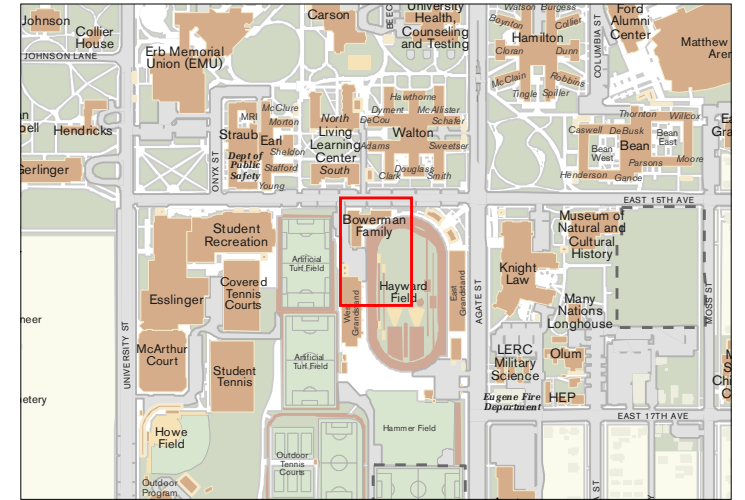 Johnson
Collier
House
JOHNSON LANE
Erb Memorial
Union (EMU)
Carson
University
Health,
Counseling
and Testing
Watson
Burgess
Boynton
Collier
Hamilton
Cloran
Dunn
McClain
Robbins
Tingle
Spiller
COLUMBIA ST
Ford
Alumni
Center
Matthew
Hendricks
Gerlinger
MRI
Straub
McClure
Morton
Earl
Sheldon
Stafford
Young
Dept of
Public
Safety
ONYX ST
North
Living
Learning
Center
South
Hawthorne
Dyment
McAllister
DeCou
Schafer
Walton
Adams
Sweetser
Douglass
Clark
Smith
Thornton
Willcox
Caswell
DeBusk
Bean
East
Bean
Bean
West
Parsons
Moore
Henderson
Ganoe
EAST 15TH AVE
Student
Recreation
Esslinger
Covered
Tennis
Courts
Artificial
Turf Field
Bowerman
Family
Hayward
Field
West
Grandstand
East
Grandstand
AGATE ST
Knight
Law
Museum of
Natural and
Cultural
History
Many
Nations
Longhouse
MOSS ST
UNIVERSITY ST
McArthur
Court
Student
Tennis
Artificial
Turf Field
LERC
Military
Science
Olum
Eugene Fire
Department
HEP
EAST 17TH AVE
Howe
Field
Hammer Field
Outdoor
Tennis
Courts
Outdoor
Program
ST